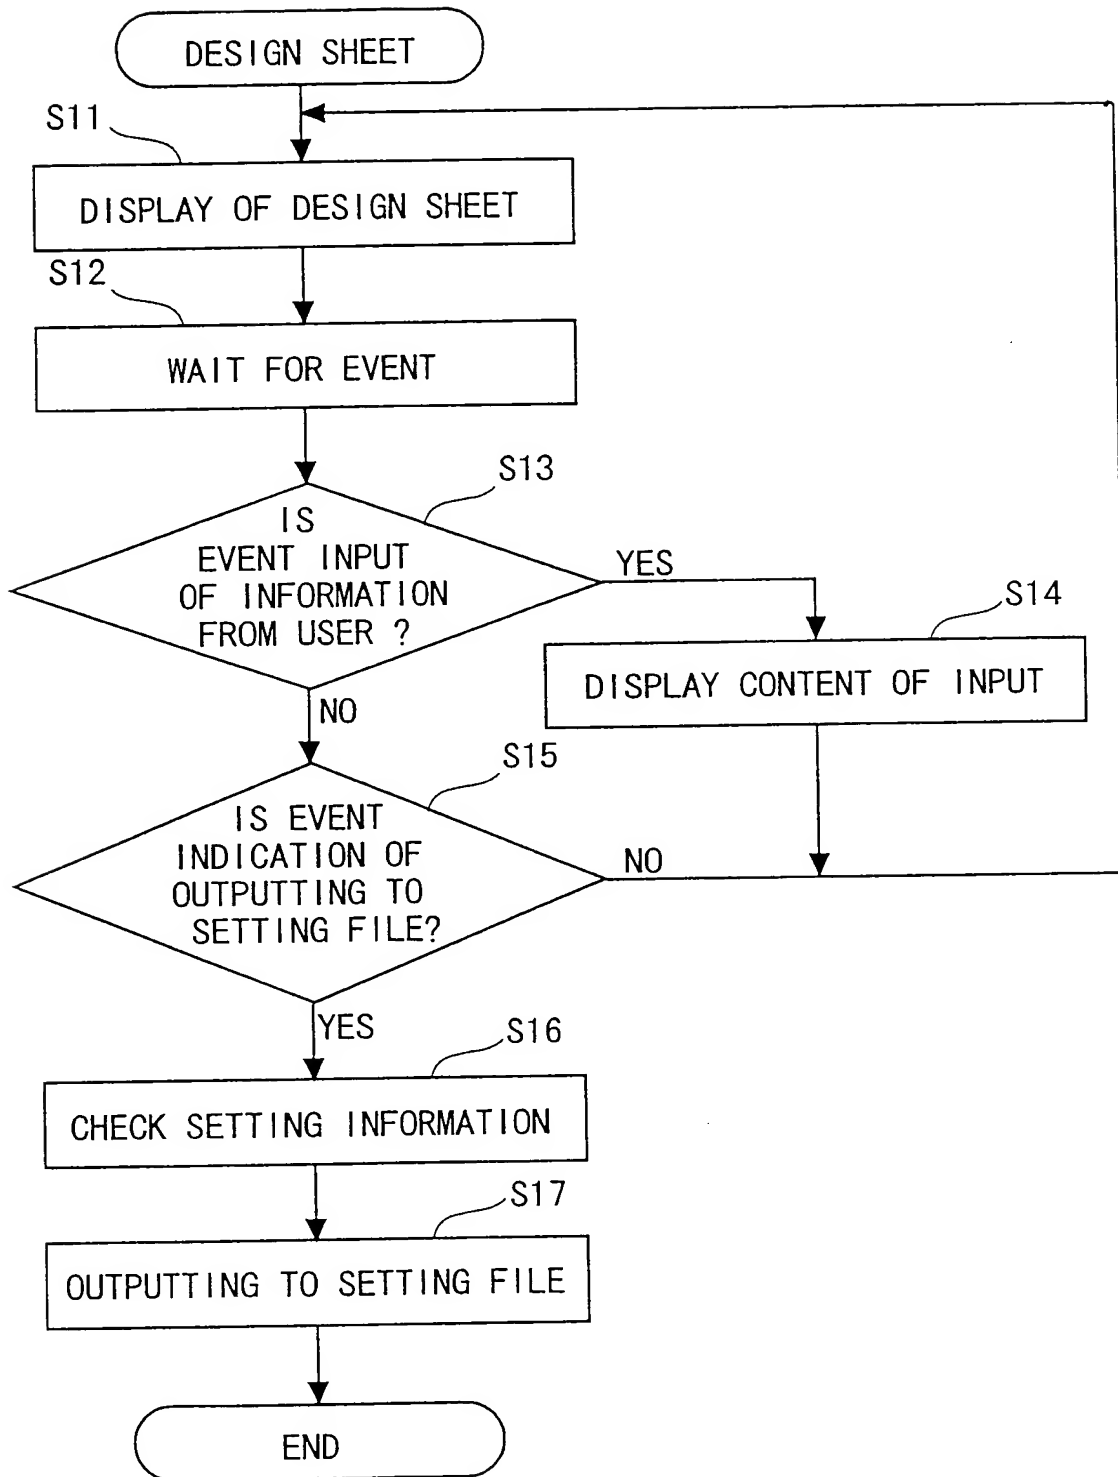 DESIGN SHEET
S11
DISPLAY OF DESIGN SHEET
S12
WAIT FOR EVENT
S13
IS
EVENT INPUT
OF INFORMATION
FROM USER ?
YES
S14
DISPLAY CONTENT OF INPUT
NO
S15
IS EVENT
INDICATION OF
OUTPUTTING TO
SETTING FILE?
NO
YES
S16
CHECK SETTING INFORMATION
S17
OUTPUTTING TO SETTING FILE
END